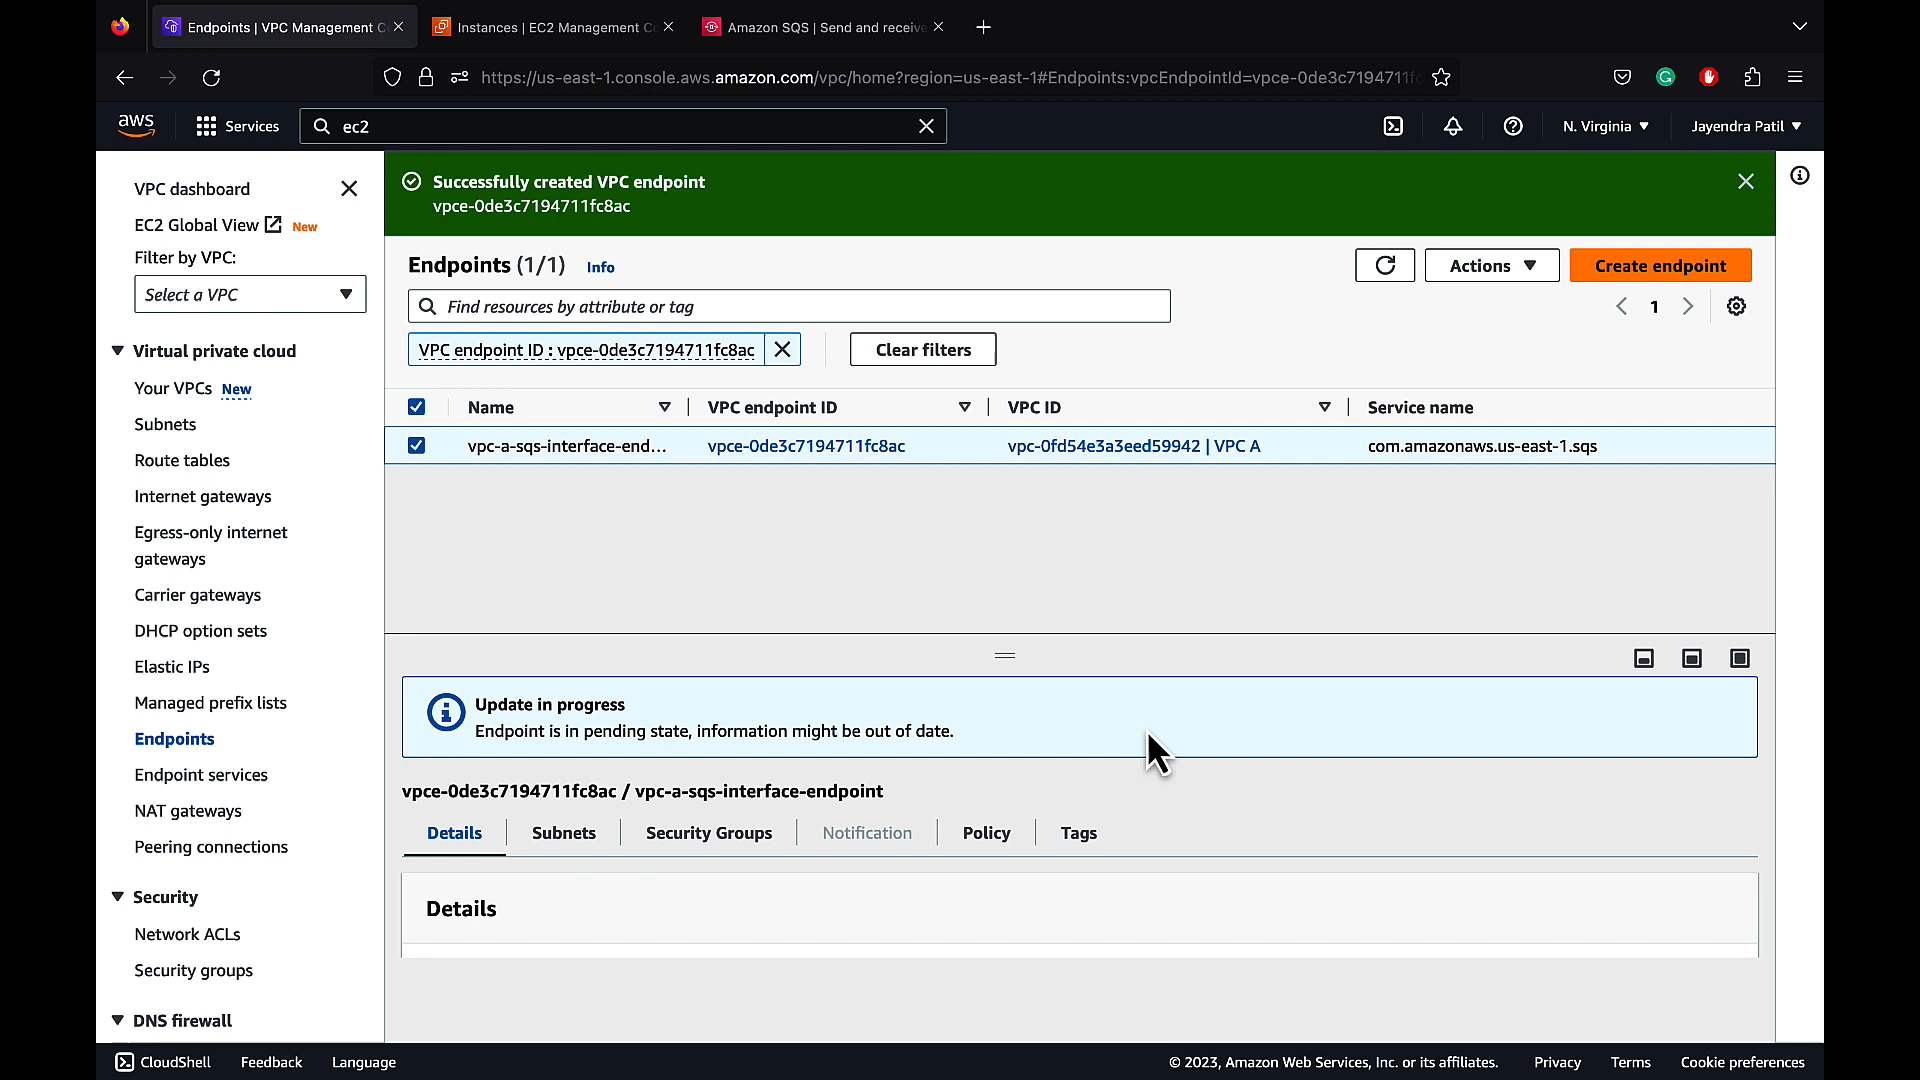 Endpoints | VPC Management C
Instances | EC2 Management Co
Amazon SQS | Send and receive
https://us-east-1.console.aws.amazon.com/vpc/home?region=us-east-1#Endpoints:vpcEndpointId=vpce-0de3c7194711f
aws
Services
ec2
N. Virginia
Jayendra Patil
VPC dashboard
EC2 Global View
New
Filter by VPC:
Select a VPC
Virtual private cloud
Your VPCs
New
Subnets
Route tables
Internet gateways
Egress-only internet
gateways
Carrier gateways
DHCP option sets
Elastic IPs
Managed prefix lists
Endpoints
Endpoint services
NAT gateways
Peering connections
Security
Network ACLs
Security groups
DNS firewall
Successfully created VPC endpoint
vpce-0de3c7194711fc8ac
Endpoints (1/1)
Info
Actions
Create endpoint
Find resources by attribute or tag
1
VPC endpoint ID : vpce-0de3c7194711fc8ac
Clear filters
Name
VPC endpoint ID
VPC ID
Service name
vpc-a-sqs-interface-end...
vpce-0de3c7194711fc8ac
vpc-0fd54e3a3eed59942 | VPC A
com.amazonaws.us-east-1.sqs
Update in progress
Endpoint is in pending state, information might be out of date.
vpce-0de3c7194711fc8ac / vpc-a-sqs-interface-endpoint
Details
Subnets
Security Groups
Notification
Policy
Tags
Details
CloudShell
Feedback
Language
© 2023, Amazon Web Services, Inc. or its affiliates.
Privacy
Terms
Cookie preferences